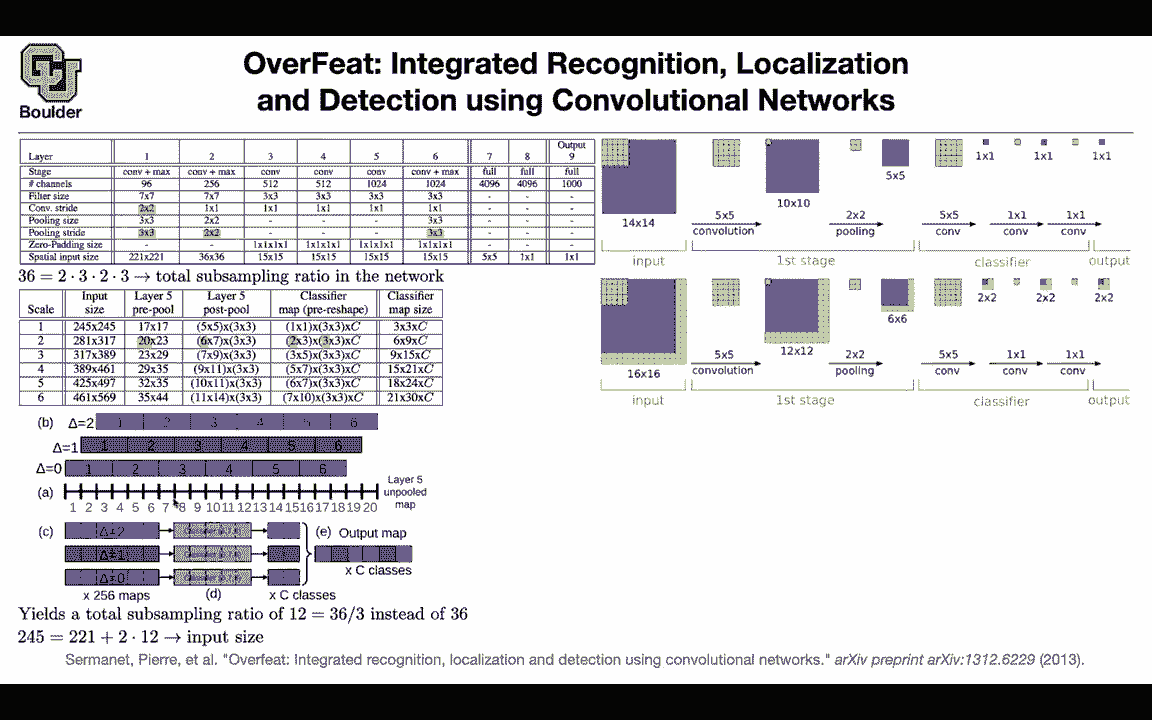 OverFeat: Integrated Recognition, Localization
and Detection using Convolutional Networks
Boulder
Layer 1 2 3 4 5 6 7 8 Output 9
Stage conv + max conv + max conv conv conv conv + max full full full
# channels 96 256 512 512 1024 1024 4096 4096 1000
Filter size 7x7 7x7 3x3 3x3 3x3 3x3 - - -
Conv. stride 2x2 1x1 1x1 1x1 1x1 1x1 - - -
Pooling size 3x3 2x2 - - - 3x3 - - -
Pooling stride 3x3 2x2 - - - 3x3 - - -
Zero-Padding size - - 1x1x1x1 1x1x1x1 1x1x1x1 1x1x1x1 - - -
Spatial input size 221x221 36x36 15x15 15x15 15x15 15x15 5x5 1x1 1x1
36 = 2 · 3 · 2 · 3 → total subsampling ratio in the network
Scale Input size Layer 5 pre-pool Layer 5 post-pool Classifier map (pre-reshape) Classifier map size
1 245x245 17x17 (5x5)x(3x3) (1x1)x(3x3)xC 3x3xC
2 281x317 20x23 (6x7)x(3x3) (2x3)x(3x3)xC 6x9xC
3 317x389 23x29 (7x9)x(3x3) (3x5)x(3x3)xC 9x15xC
4 389x461 29x35 (9x11)x(3x3) (5x7)x(3x3)xC 15x21xC
5 425x497 32x35 (10x11)x(3x3) (6x7)x(3x3)xC 18x24xC
6 461x569 35x44 (11x14)x(3x3) (7x10)x(3x3)xC 21x30xC
(b) Δ=2 1 2 3 4 5 6
Δ=1 1 2 3 4 5 6
Δ=0 1 2 3 4 5 6
(a) Layer 5 unpooled map
1 2 3 4 5 6 7 8 9 10 11 12 13 14 15 16 17 18 19 20
(c) Δ=2 (e) Output map
Δ=1
x C classes
Δ=0
x 256 maps (d) x C classes
Yields a total subsampling ratio of 12 = 36/3 instead of 36
245 = 221 + 2 · 12 → input size
1x1 1x1 1x1
5x5
10x10
14x14
5x5 convolution 2x2 pooling 5x5 conv 1x1 conv 1x1 conv
input 1st stage classifier output
2x2 2x2 2x2
6x6
12x12
16x16
5x5 convolution 2x2 pooling 5x5 conv 1x1 conv 1x1 conv
input 1st stage classifier output
Sermanet, Pierre, et al. "Overfeat: Integrated recognition, localization and detection using convolutional networks." arXiv preprint arXiv:1312.6229 (2013).